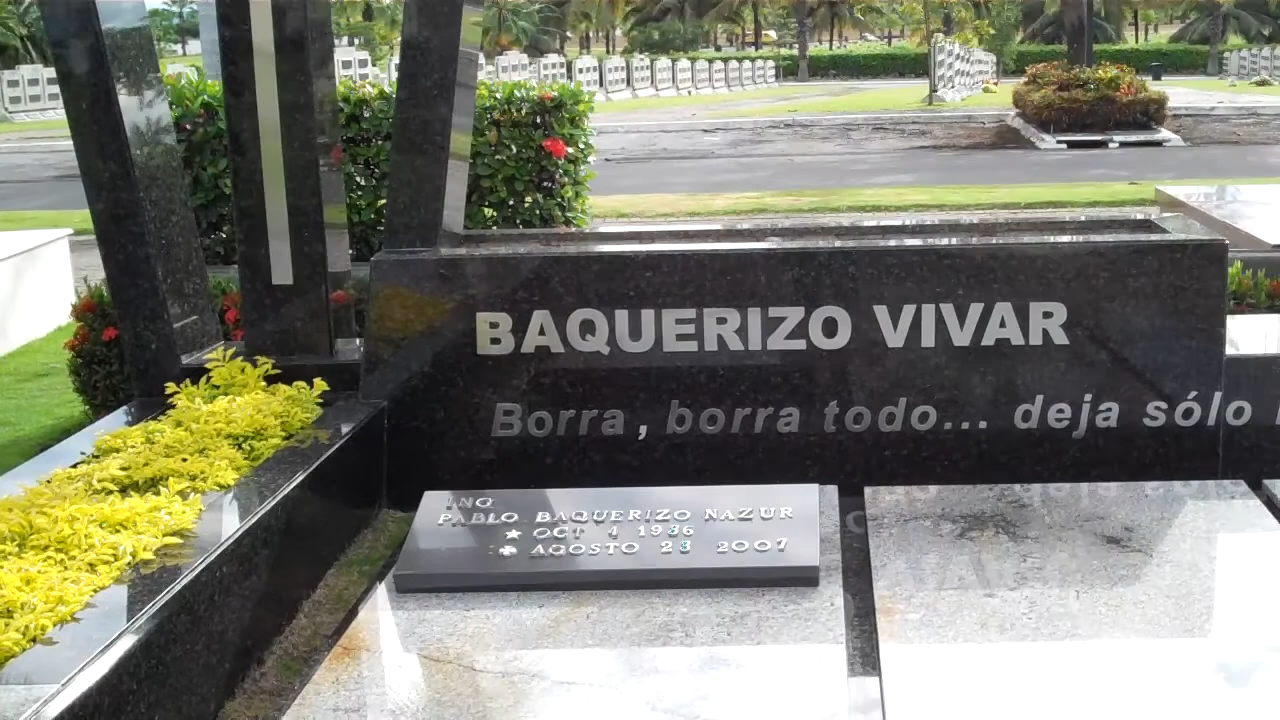 BAQUERIZO VIVAR
Borra, borra todo... deja sólo
ING
PABLO BAQUERIZO NAZUR
OCT 4 1936
AGOSTO 23 2007